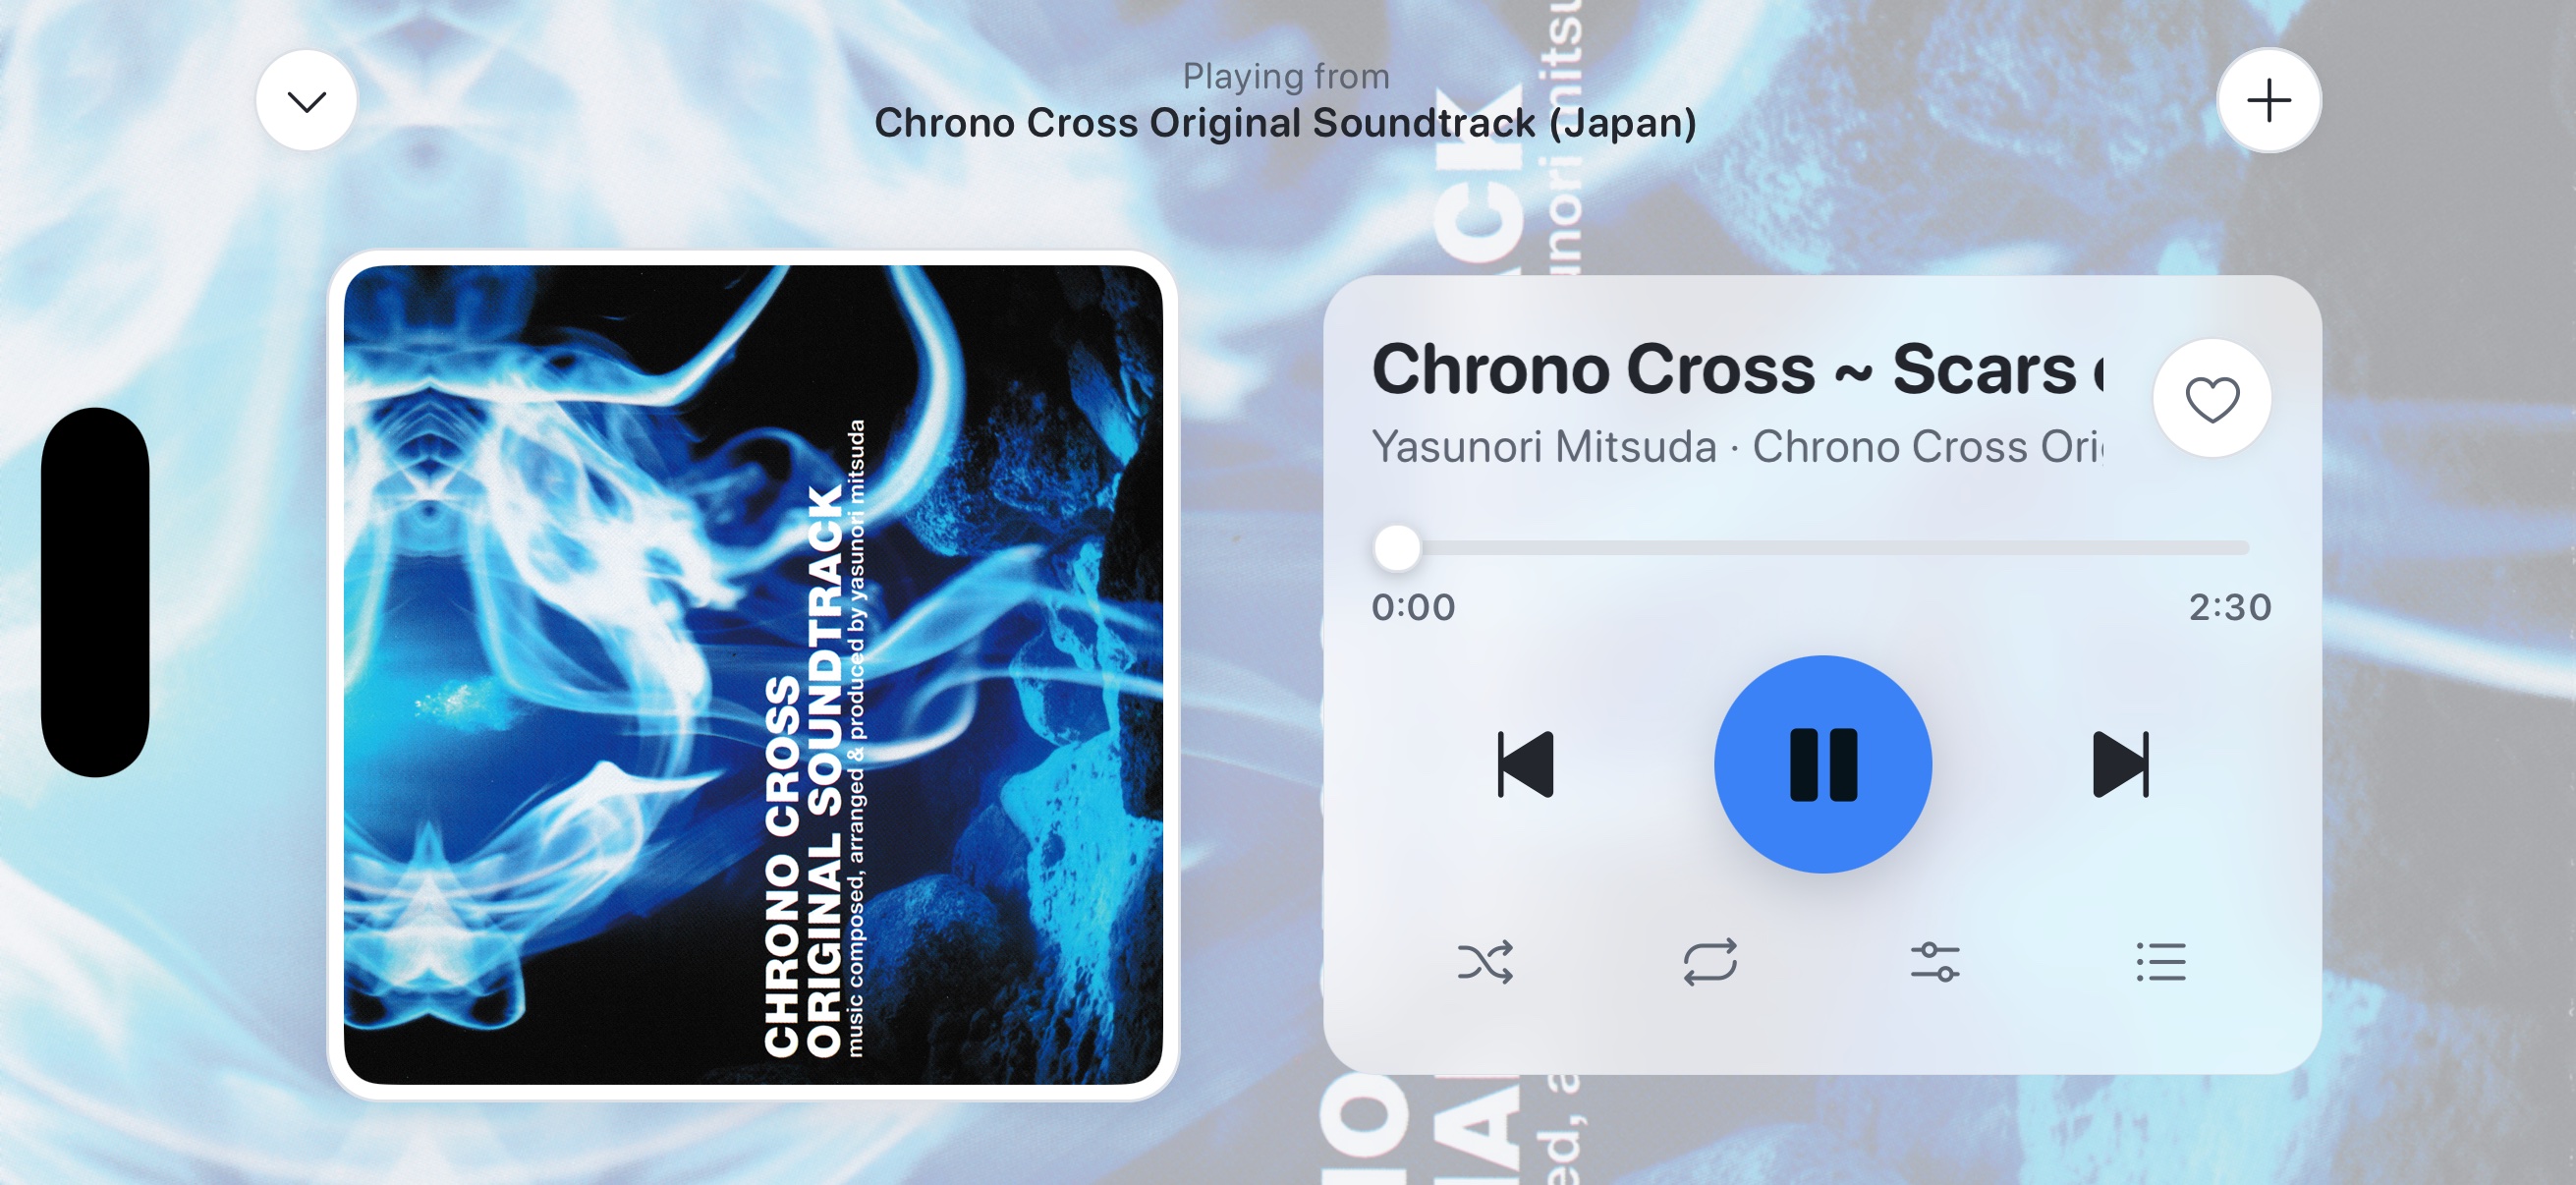 Playing from
Chrono Cross Original Soundtrack (Japan)
CHRONO CROSS
ORIGINAL SOUNDTRACK
music composed, arranged & produced by yasunori mitsuda
Chrono Cross ~ Scars
Yasunori Mitsuda · Chrono Cross Ori
0:00
2:30